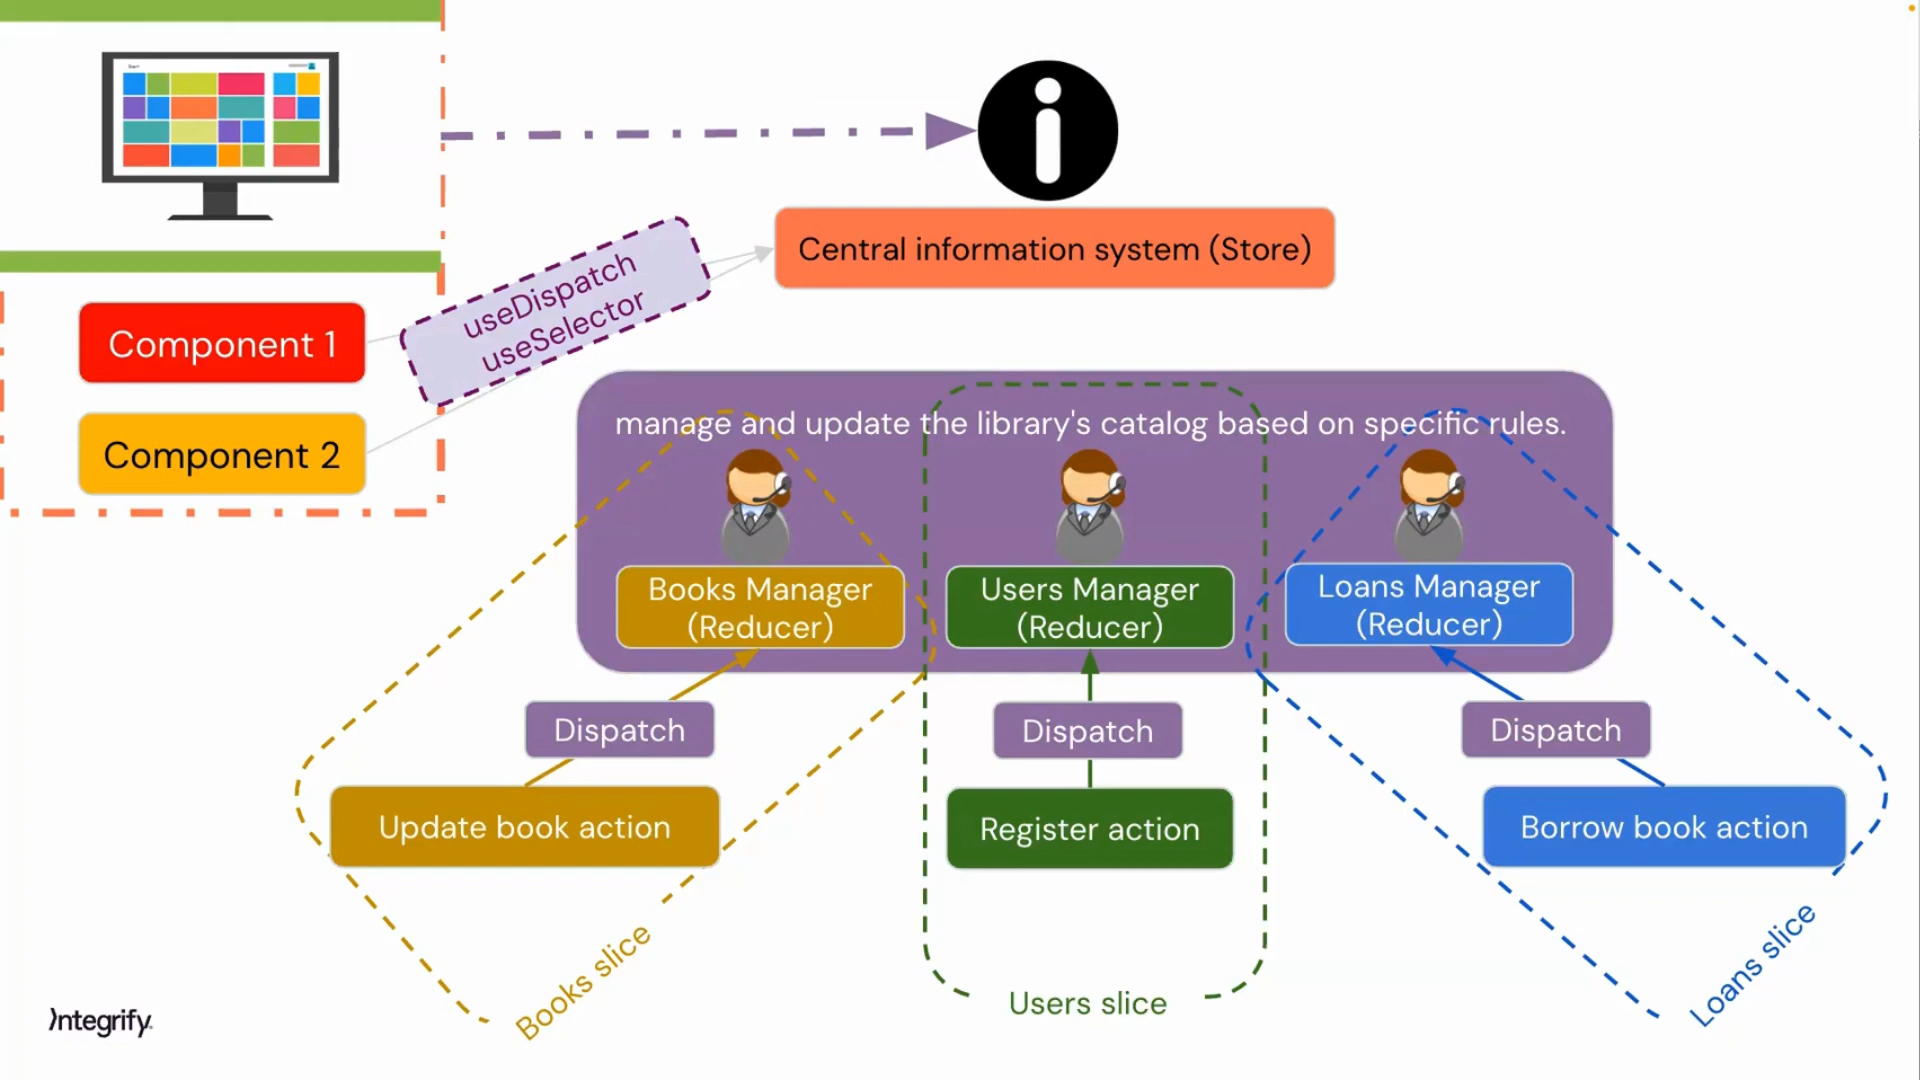 Start
Central information system (Store)
useDispatch
useSelector
Component 1
Component 2
manage and update the library's catalog based on specific rules.
Books Manager
(Reducer)
Users Manager
(Reducer)
Loans Manager
(Reducer)
Dispatch
Dispatch
Dispatch
Update book action
Register action
Borrow book action
Books slice
Users slice
Loans slice
Integrify